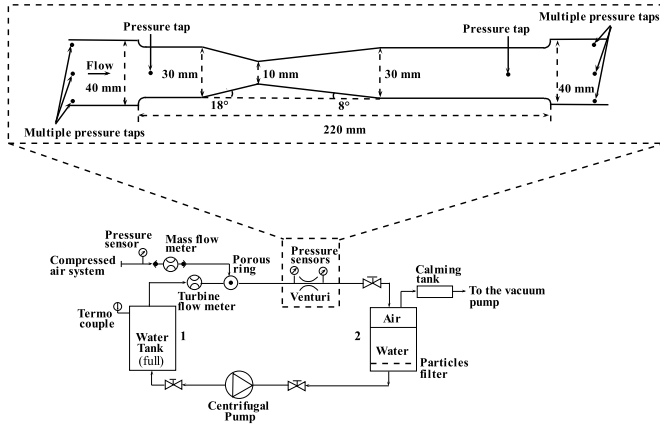 Multiple pressure taps
Pressure tap
Pressure tap
Flow
40 mm
30 mm
10 mm
30 mm
40 mm
18°
8°
Multiple pressure taps
220 mm
Pressure
sensor
Mass flow
meter
Compressed
air system
Porous
ring
Pressure
sensors
Calming
tank
Turbine
flow meter
Venturi
To the vacuum
pump
Termo
couple
Water
Tank
(full)
1
2
Air
Water
Particles
filter
Centrifugal
Pump